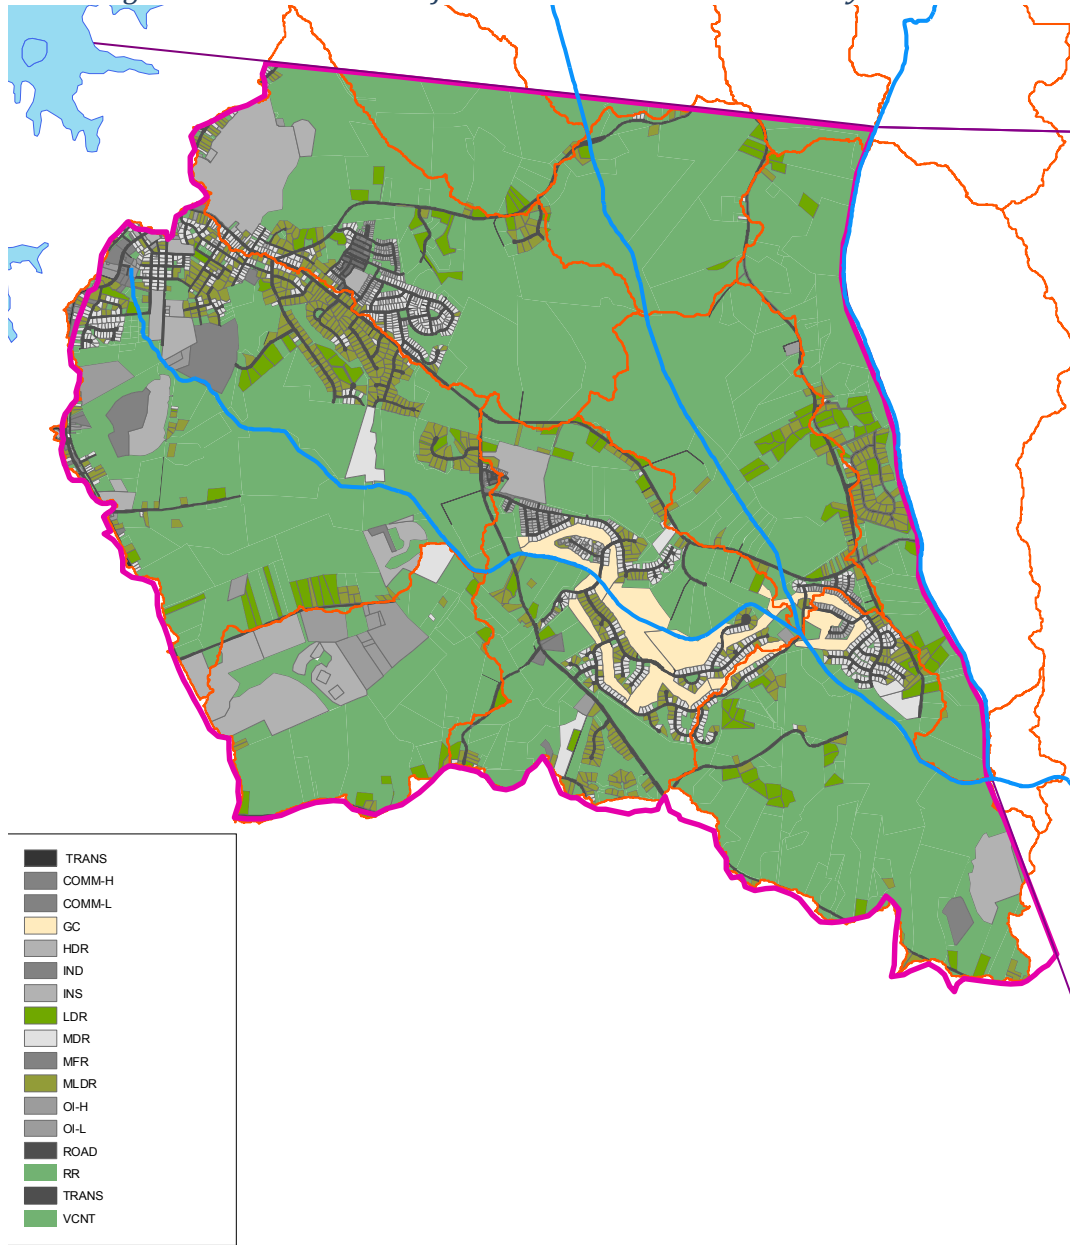 TRANS
COMM-H
COMM-L
GC
HDR
IND
INS
LDR
MDR
MFR
MLDR
OI-H
OI-L
ROAD
RR
TRANS
VCNT